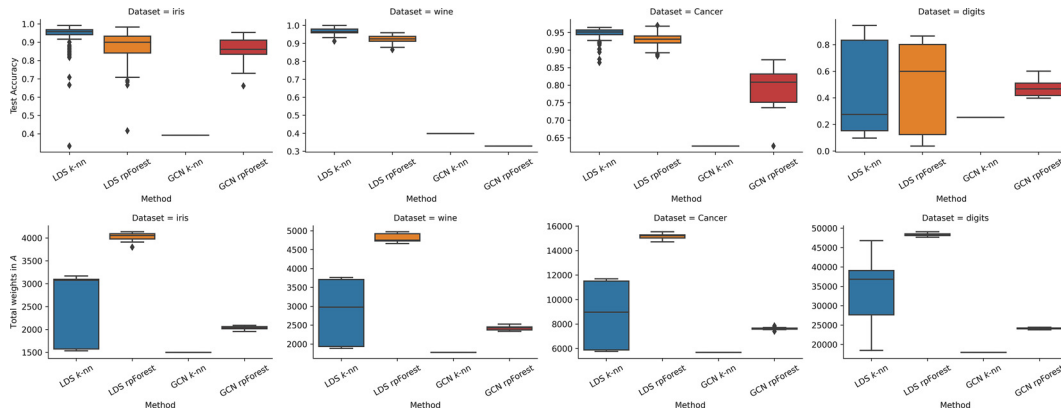 Dataset = iris
Dataset = wine
Dataset = Cancer
Dataset = digits
Test Accuracy
1.0
0.9
0.8
0.7
0.6
0.5
0.4
1.0
0.9
0.8
0.7
0.6
0.5
0.4
0.3
0.95
0.90
0.85
0.80
0.75
0.70
0.65
0.8
0.6
0.4
0.2
0.0
LDS k-nn
LDS rpForest
GCN k-nn
GCN rpForest
LDS k-nn
LDS rpForest
GCN k-nn
GCN rpForest
LDS k-nn
LDS rpForest
GCN k-nn
GCN rpForest
LDS k-nn
LDS rpForest
GCN k-nn
GCN rpForest
Method
Method
Method
Method
Dataset = iris
Dataset = wine
Dataset = Cancer
Dataset = digits
Total weights in A
4000
3500
3000
2500
2000
1500
5000
4500
4000
3500
3000
2500
2000
16000
14000
12000
10000
8000
6000
50000
45000
40000
35000
30000
25000
20000
LDS k-nn
LDS rpForest
GCN k-nn
GCN rpForest
LDS k-nn
LDS rpForest
GCN k-nn
GCN rpForest
LDS k-nn
LDS rpForest
GCN k-nn
GCN rpForest
LDS k-nn
LDS rpForest
GCN k-nn
GCN rpForest
Method
Method
Method
Method